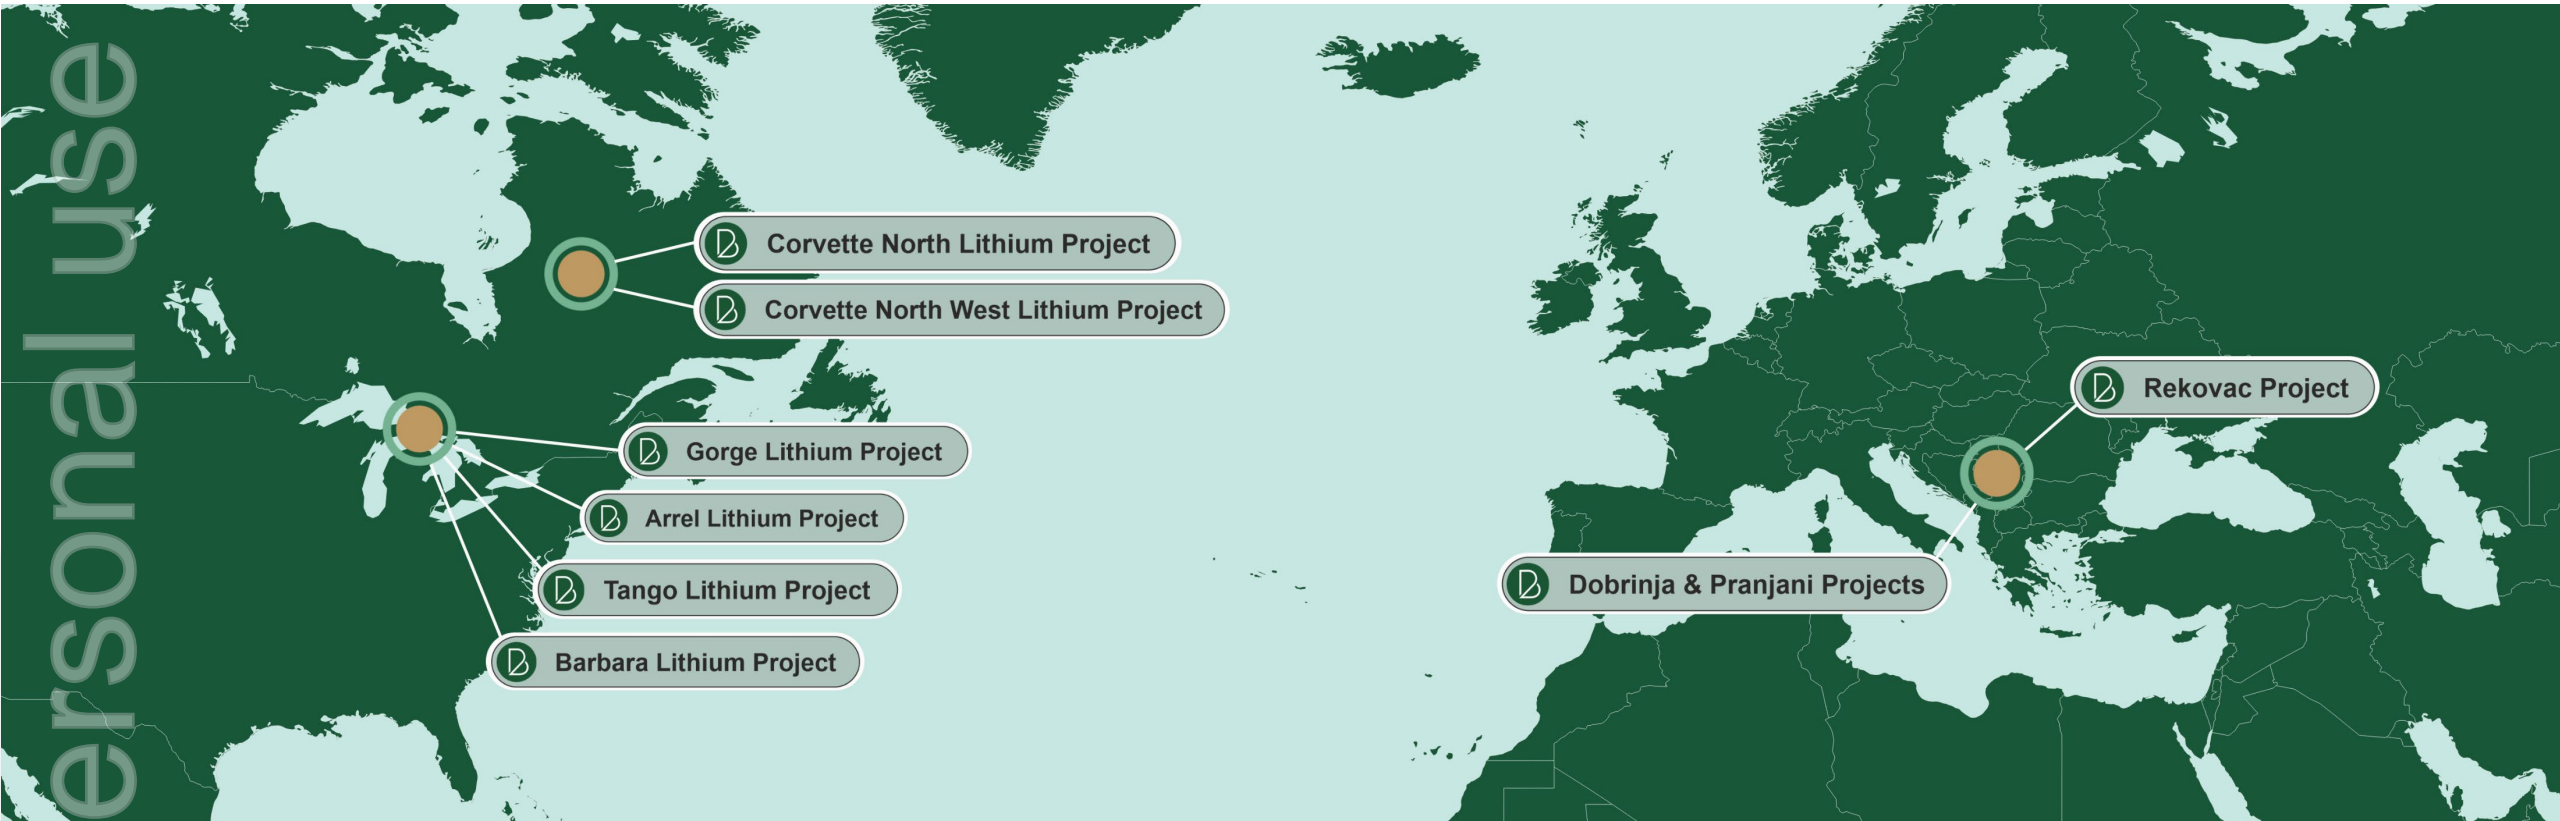 ersonal use
Corvette North Lithium Project
Corvette North West Lithium Project
Rekovac Project
Gorge Lithium Project
Arrel Lithium Project
Dobrinja & Pranjani Projects
Tango Lithium Project
Barbara Lithium Project